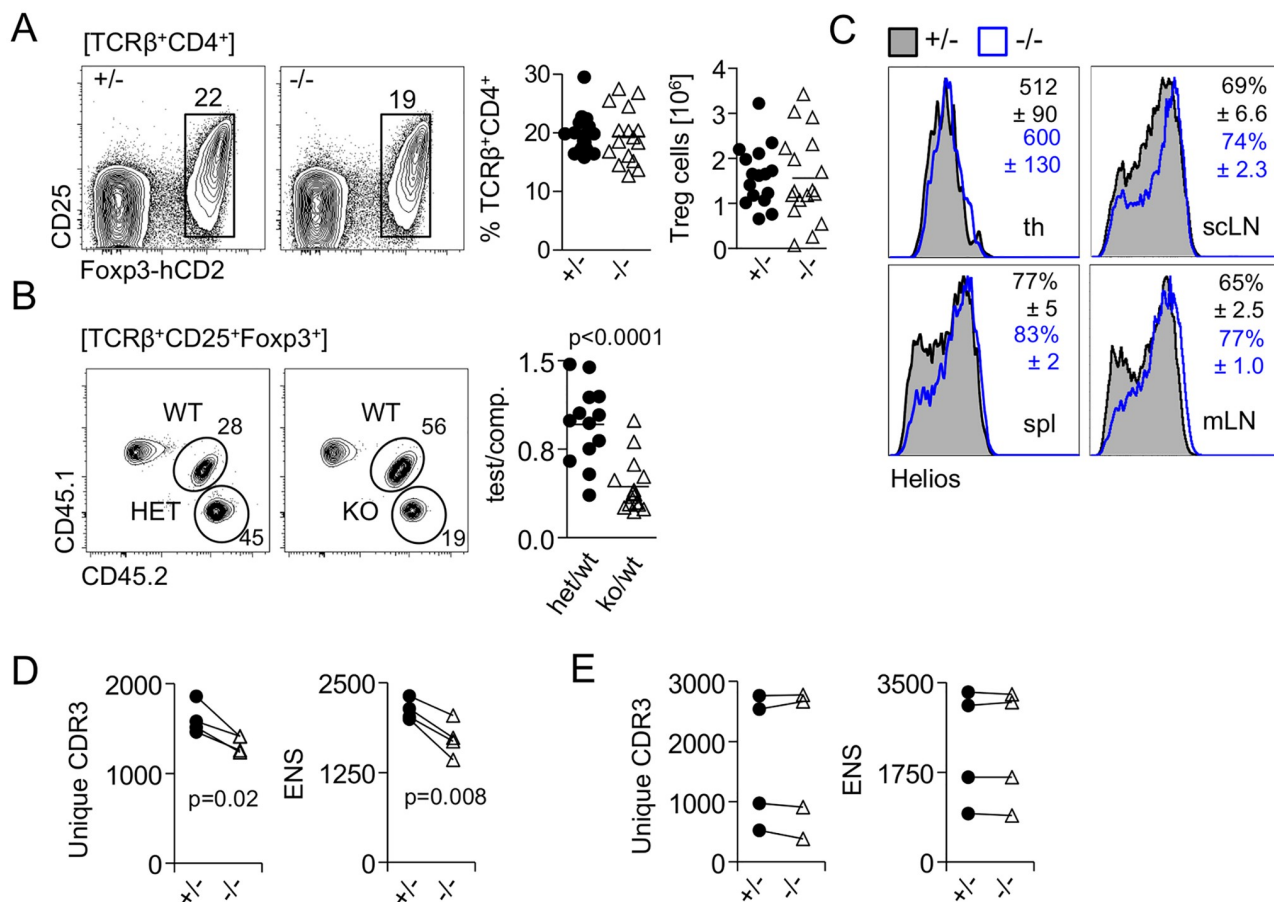 A
[TCRβ⁺CD4⁺]
+/-
22
-/-
19
CD25
Foxp3-hCD2
% TCRβ⁺CD4⁺
30
20
10
0
+/-
-/-
Treg cells [10⁶]
4
3
2
1
0
+/-
-/-
B
[TCRβ⁺CD25⁺Foxp3⁺]
WT
28
HET
45
WT
56
KO
19
CD45.1
CD45.2
p<0.0001
test/comp.
1.5
0.8
0.0
het/wt
ko/wt
C
+/-
-/-
512
± 90
600
± 130
th
69%
± 6.6
74%
± 2.3
scLN
77%
± 5
83%
± 2
spl
65%
± 2.5
77%
± 1.0
mLN
Helios
D
Unique CDR3
2000
1000
0
p=0.02
+/-
-/-
ENS
2500
1250
0
p=0.008
+/-
-/-
E
Unique CDR3
3000
2000
1000
0
+/-
-/-
ENS
3500
1750
0
+/-
-/-